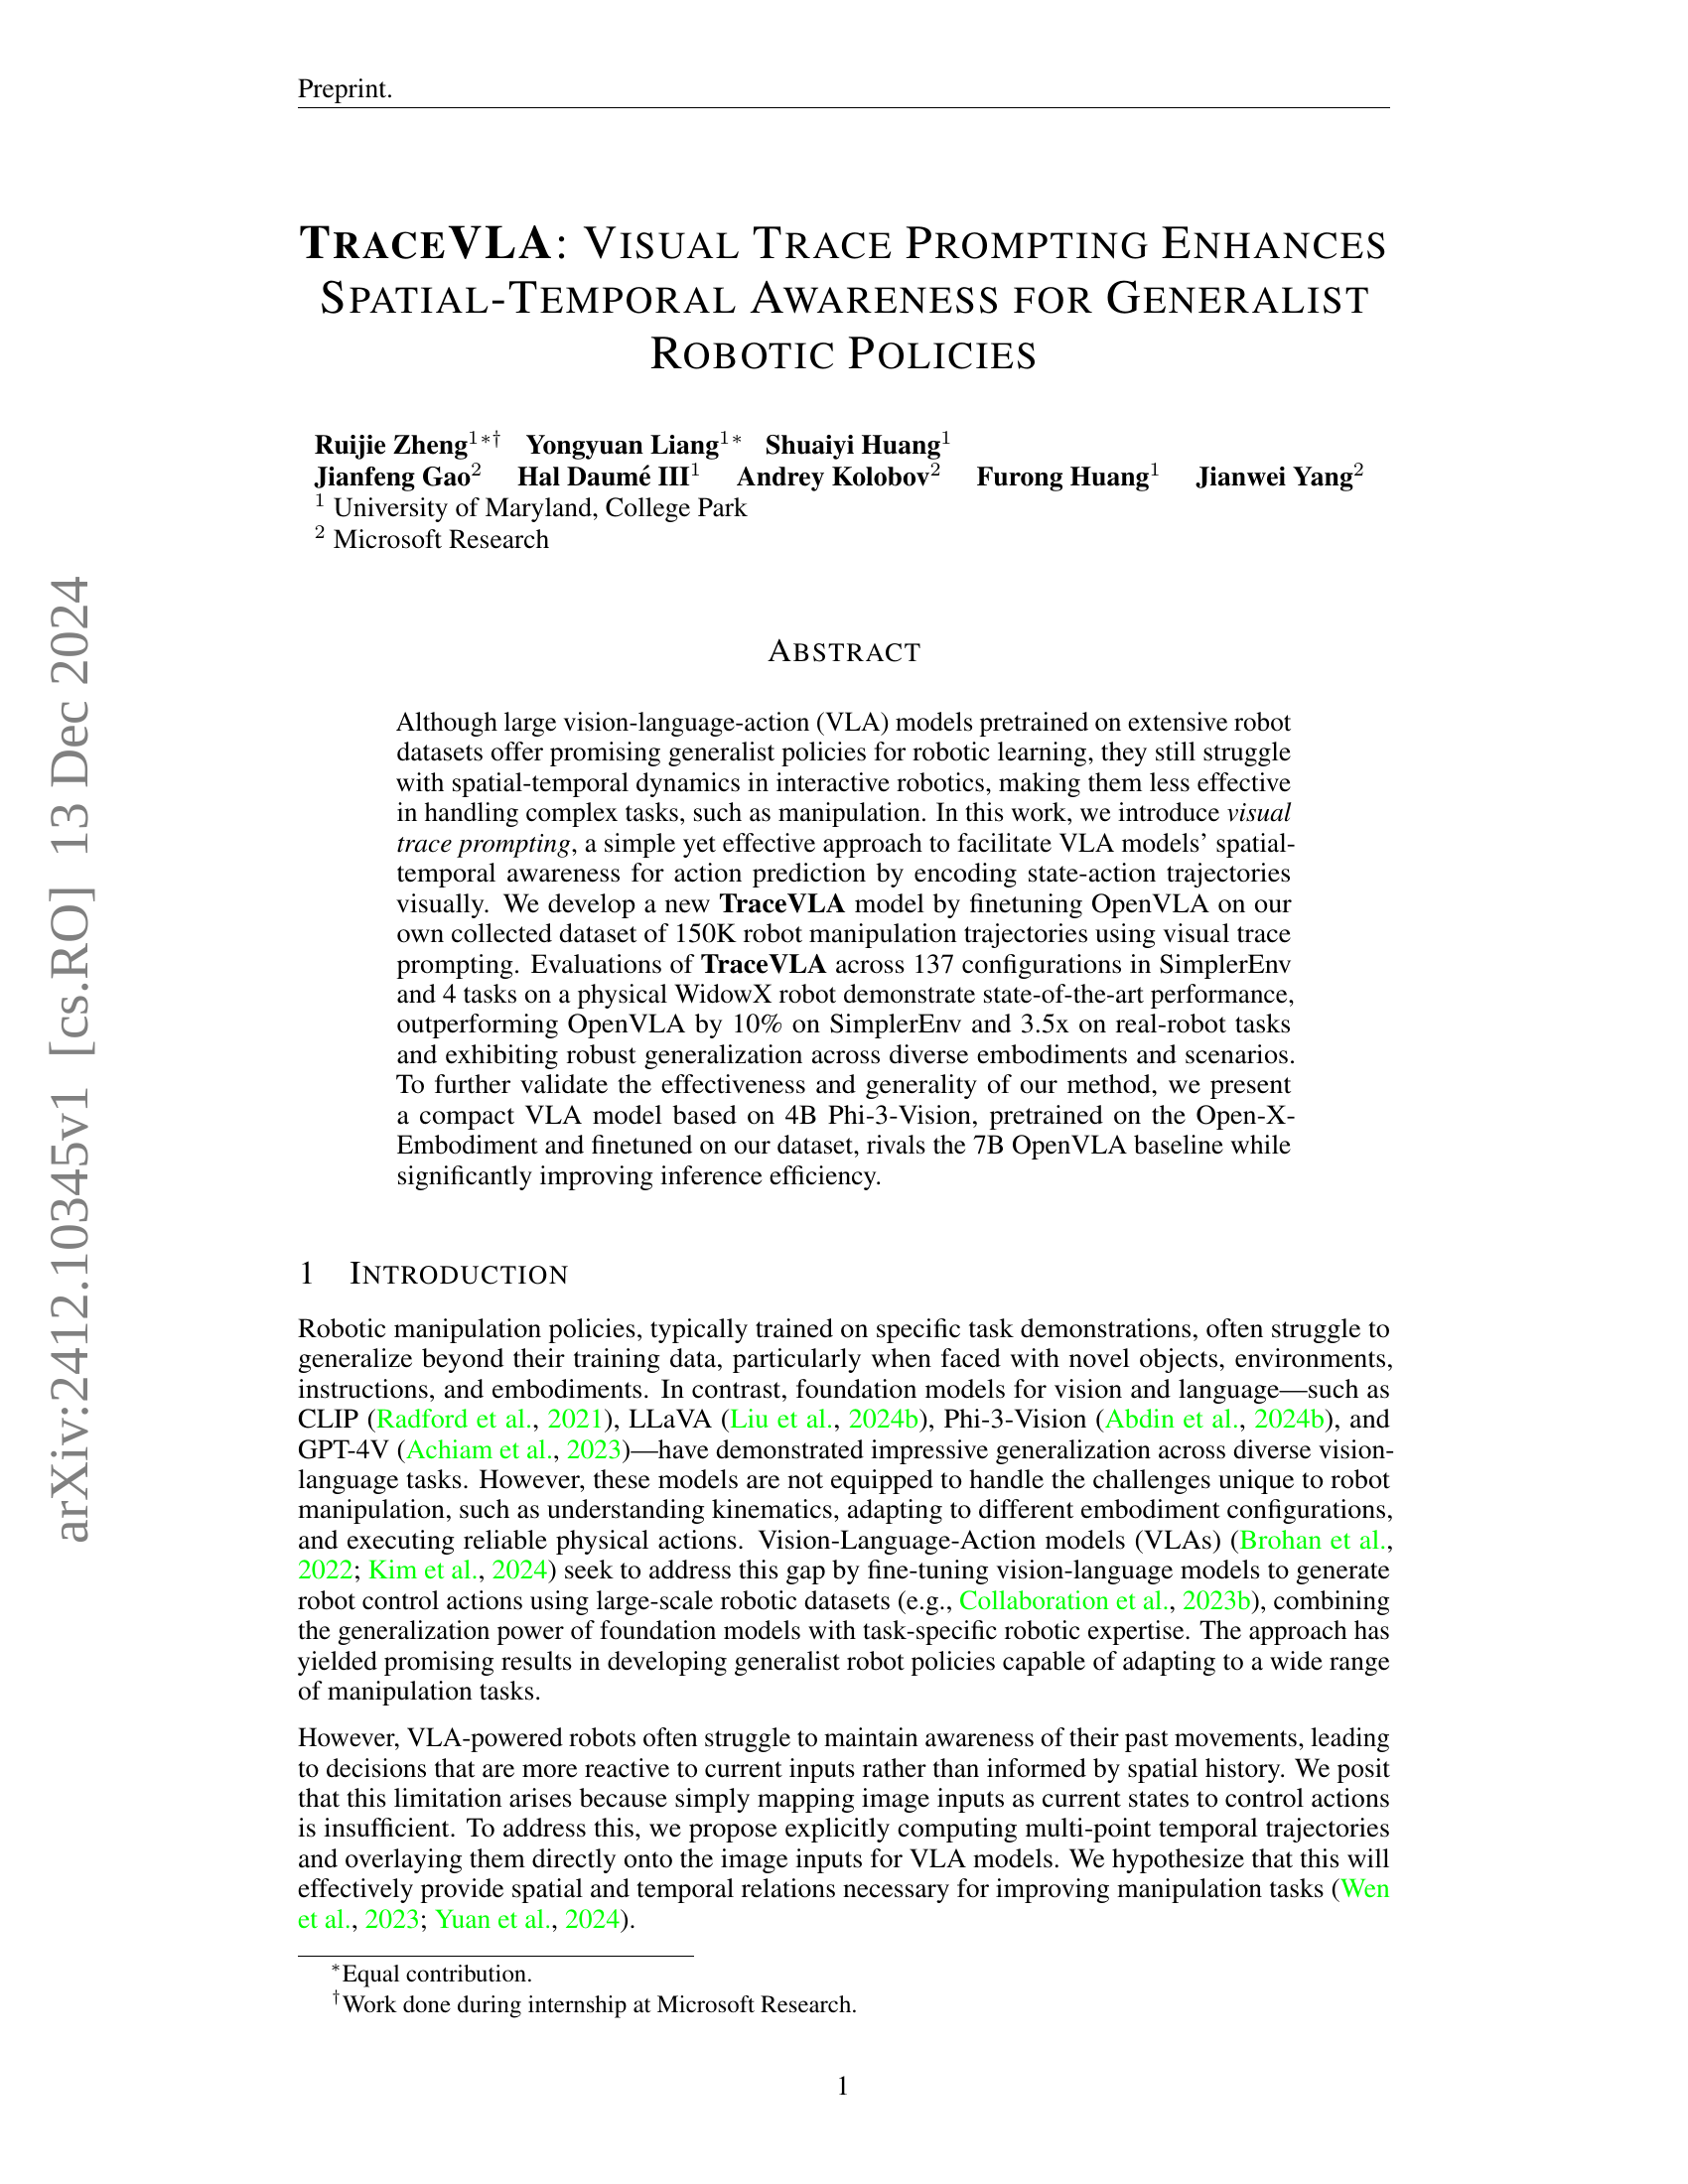 Preprint.
TRACEVLA: VISUAL TRACE PROMPTING ENHANCES
SPATIAL-TEMPORAL AWARENESS FOR GENERALIST
ROBOTIC POLICIES
Ruijie Zheng1∗† Yongyuan Liang1∗ Shuaiyi Huang1
Jianfeng Gao2 Hal Daumé III1 Andrey Kolobov2 Furong Huang1 Jianwei Yang2
1 University of Maryland, College Park
2 Microsoft Research
arXiv:2412.10345v1 [cs.RO] 13 Dec 2024
ABSTRACT
Although large vision-language-action (VLA) models pretrained on extensive robot
datasets offer promising generalist policies for robotic learning, they still struggle
with spatial-temporal dynamics in interactive robotics, making them less effective
in handling complex tasks, such as manipulation. In this work, we introduce visual
trace prompting, a simple yet effective approach to facilitate VLA models’ spatial-
temporal awareness for action prediction by encoding state-action trajectories
visually. We develop a new TraceVLA model by finetuning OpenVLA on our
own collected dataset of 150K robot manipulation trajectories using visual trace
prompting. Evaluations of TraceVLA across 137 configurations in SimplerEnv
and 4 tasks on a physical WidowX robot demonstrate state-of-the-art performance,
outperforming OpenVLA by 10% on SimplerEnv and 3.5x on real-robot tasks
and exhibiting robust generalization across diverse embodiments and scenarios.
To further validate the effectiveness and generality of our method, we present
a compact VLA model based on 4B Phi-3-Vision, pretrained on the Open-X-
Embodiment and finetuned on our dataset, rivals the 7B OpenVLA baseline while
significantly improving inference efficiency.
1 INTRODUCTION
Robotic manipulation policies, typically trained on specific task demonstrations, often struggle to
generalize beyond their training data, particularly when faced with novel objects, environments,
instructions, and embodiments. In contrast, foundation models for vision and language—such as
CLIP (Radford et al., 2021), LLaVA (Liu et al., 2024b), Phi-3-Vision (Abdin et al., 2024b), and
GPT-4V (Achiam et al., 2023)—have demonstrated impressive generalization across diverse vision-
language tasks. However, these models are not equipped to handle the challenges unique to robot
manipulation, such as understanding kinematics, adapting to different embodiment configurations,
and executing reliable physical actions. Vision-Language-Action models (VLAs) (Brohan et al.,
2022; Kim et al., 2024) seek to address this gap by fine-tuning vision-language models to generate
robot control actions using large-scale robotic datasets (e.g., Collaboration et al., 2023b), combining
the generalization power of foundation models with task-specific robotic expertise. The approach has
yielded promising results in developing generalist robot policies capable of adapting to a wide range
of manipulation tasks.
However, VLA-powered robots often struggle to maintain awareness of their past movements, leading
to decisions that are more reactive to current inputs rather than informed by spatial history. We posit
that this limitation arises because simply mapping image inputs as current states to control actions
is insufficient. To address this, we propose explicitly computing multi-point temporal trajectories
and overlaying them directly onto the image inputs for VLA models. We hypothesize that this will
effectively provide spatial and temporal relations necessary for improving manipulation tasks (Wen
et al., 2023; Yuan et al., 2024).
∗Equal contribution.
†Work done during internship at Microsoft Research.
1